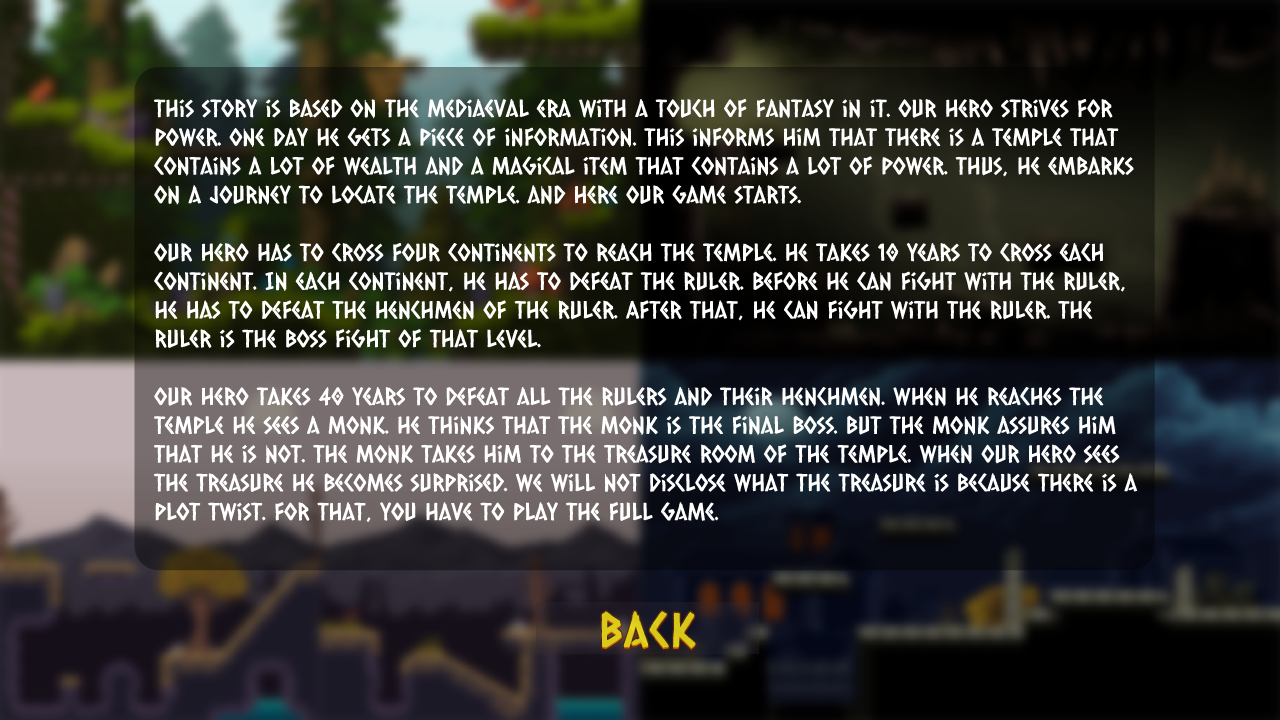 THIS STORY IS BASED ON THE MEDIAEVAL ERA WITH A TOUCH OF FANTASY IN IT. OUR HERO STRIVES FOR
POWER. ONE DAY HE GETS A PIECE OF INFORMATION. THIS INFORMS HIM THAT THERE IS A TEMPLE THAT
CONTAINS A LOT OF WEALTH AND A MAGICAL ITEM THAT CONTAINS A LOT OF POWER. THUS, HE EMBARKS
ON A JOURNEY TO LOCATE THE TEMPLE. AND HERE OUR GAME STARTS.
OUR HERO HAS TO CROSS FOUR CONTINENTS TO REACH THE TEMPLE. HE TAKES 10 YEARS TO CROSS EACH
CONTINENT. IN EACH CONTINENT, HE HAS TO DEFEAT THE RULER. BEFORE HE CAN FIGHT WITH THE RULER,
HE HAS TO DEFEAT THE HENCHMEN OF THE RULER. AFTER THAT, HE CAN FIGHT WITH THE RULER. THE
RULER IS THE BOSS FIGHT OF THAT LEVEL.
OUR HERO TAKES 40 YEARS TO DEFEAT ALL THE RULERS AND THEIR HENCHMEN. WHEN HE REACHES THE
TEMPLE HE SEES A MONK. HE THINKS THAT THE MONK IS THE FINAL BOSS. BUT THE MONK ASSURES HIM
THAT HE IS NOT. THE MONK TAKES HIM TO THE TREASURE ROOM OF THE TEMPLE. WHEN OUR HERO SEES
THE TREASURE HE BECOMES SURPRISED. WE WILL NOT DISCLOSE WHAT THE TREASURE IS BECAUSE THERE IS A
PLOT TWIST. FOR THAT, YOU HAVE TO PLAY THE FULL GAME.
BACK